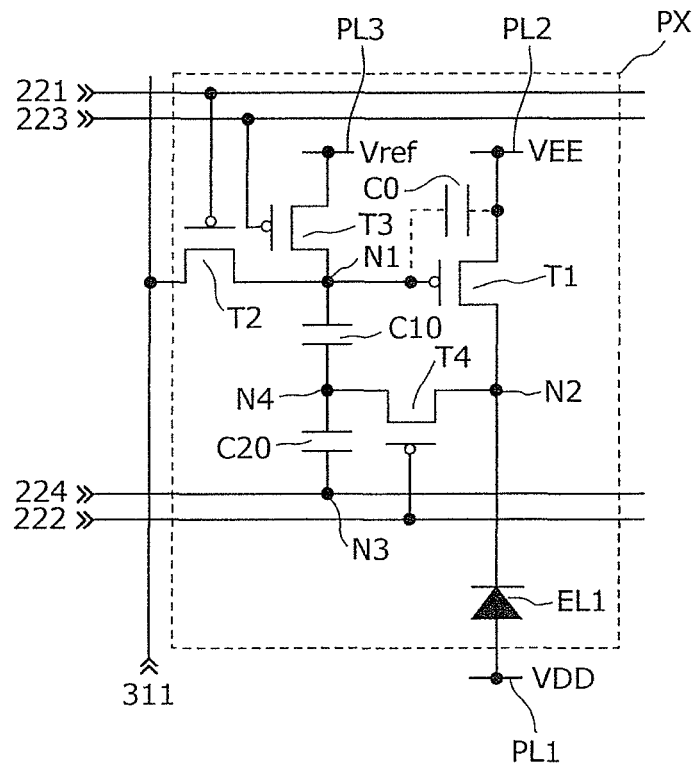 PL3
PL2
PX
221
223
Vref
VEE
C0
T3
N1
T1
T2
C10
T4
N4
N2
C20
224
222
N3
EL1
311
VDD
PL1